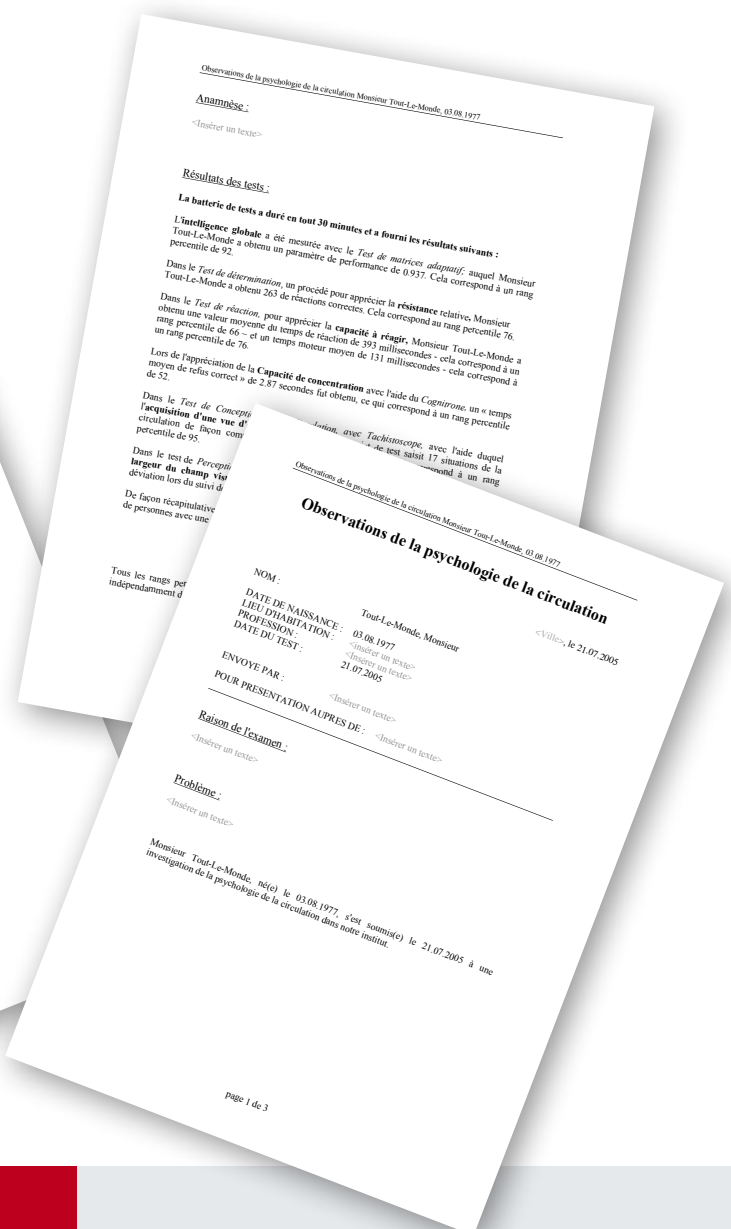 Observations de la psychologie de la circulation Monsieur Tout-Le-Monde, 03.08.1977
Anamnèse :
<Insérer un texte>
Résultats des tests :
La batterie de tests a duré en tout 30 minutes et a fourni les résultats suivants :
L'intelligence globale a été mesurée avec le Test de matrices adaptatif; auquel Monsieur
Tout-Le-Monde a obtenu un paramètre de performance de 0.937. Cela correspond à un rang
percentile de 92.
Dans le Test de détermination, un procédé pour apprécier la résistance relative, Monsieur
Tout-Le-Monde a obtenu 263 de réactions correctes. Cela correspond au rang percentile 76.
Dans le Test de réaction, pour apprécier la capacité à réagir, Monsieur Tout-Le-Monde a
obtenu une valeur moyenne du temps de réaction de 393 millisecondes - cela correspond à un
rang percentile de 66 – et un temps moteur moyen de 131 millisecondes - cela correspond à
un rang percentile de 76.
Lors de l'appréciation de la Capacité de concentration avec l'aide du Cognitrone, un « temps
moyen de refus correct » de 2.87 secondes fut obtenu, ce qui correspond à un rang percentile
de 52.
Dans le Test de avec Tachistoscope, avec l'aide duquel
l'acquisition d'une vue de test saisit 17 situations de la
circulation de façon à un rang
percentile de 95.
Dans le test de
largeur du champ
déviation lors du suivi
De façon récapitulative
de personnes avec une
Tous les rangs
indépendamment
Observations de la psychologie de la circulation Monsieur Tout-Le-Monde, 03.08.1977
Observations de la psychologie de la circulation
<Ville>, le 21.07.2005
NOM : Tout-Le-Monde, Monsieur
DATE DE NAISSANCE : 03.08.1977
LIEU D'HABITATION : <insérer un texte>
PROFESSION : <Insérer un texte>
DATE DU TEST : 21.07.2005
ENVOYE PAR : <Insérer un texte>
POUR PRESENTATION AUPRES DE : <Insérer un texte>
Raison de l'examen :
<Insérer un texte>
Problème :
<Insérer un texte>
Monsieur Tout-Le-Monde, né(e) le 03.08.1977, s'est soumis(e) le 21.07.2005 à une
investigation de la psychologie de la circulation dans notre institut.
page 1 de 3